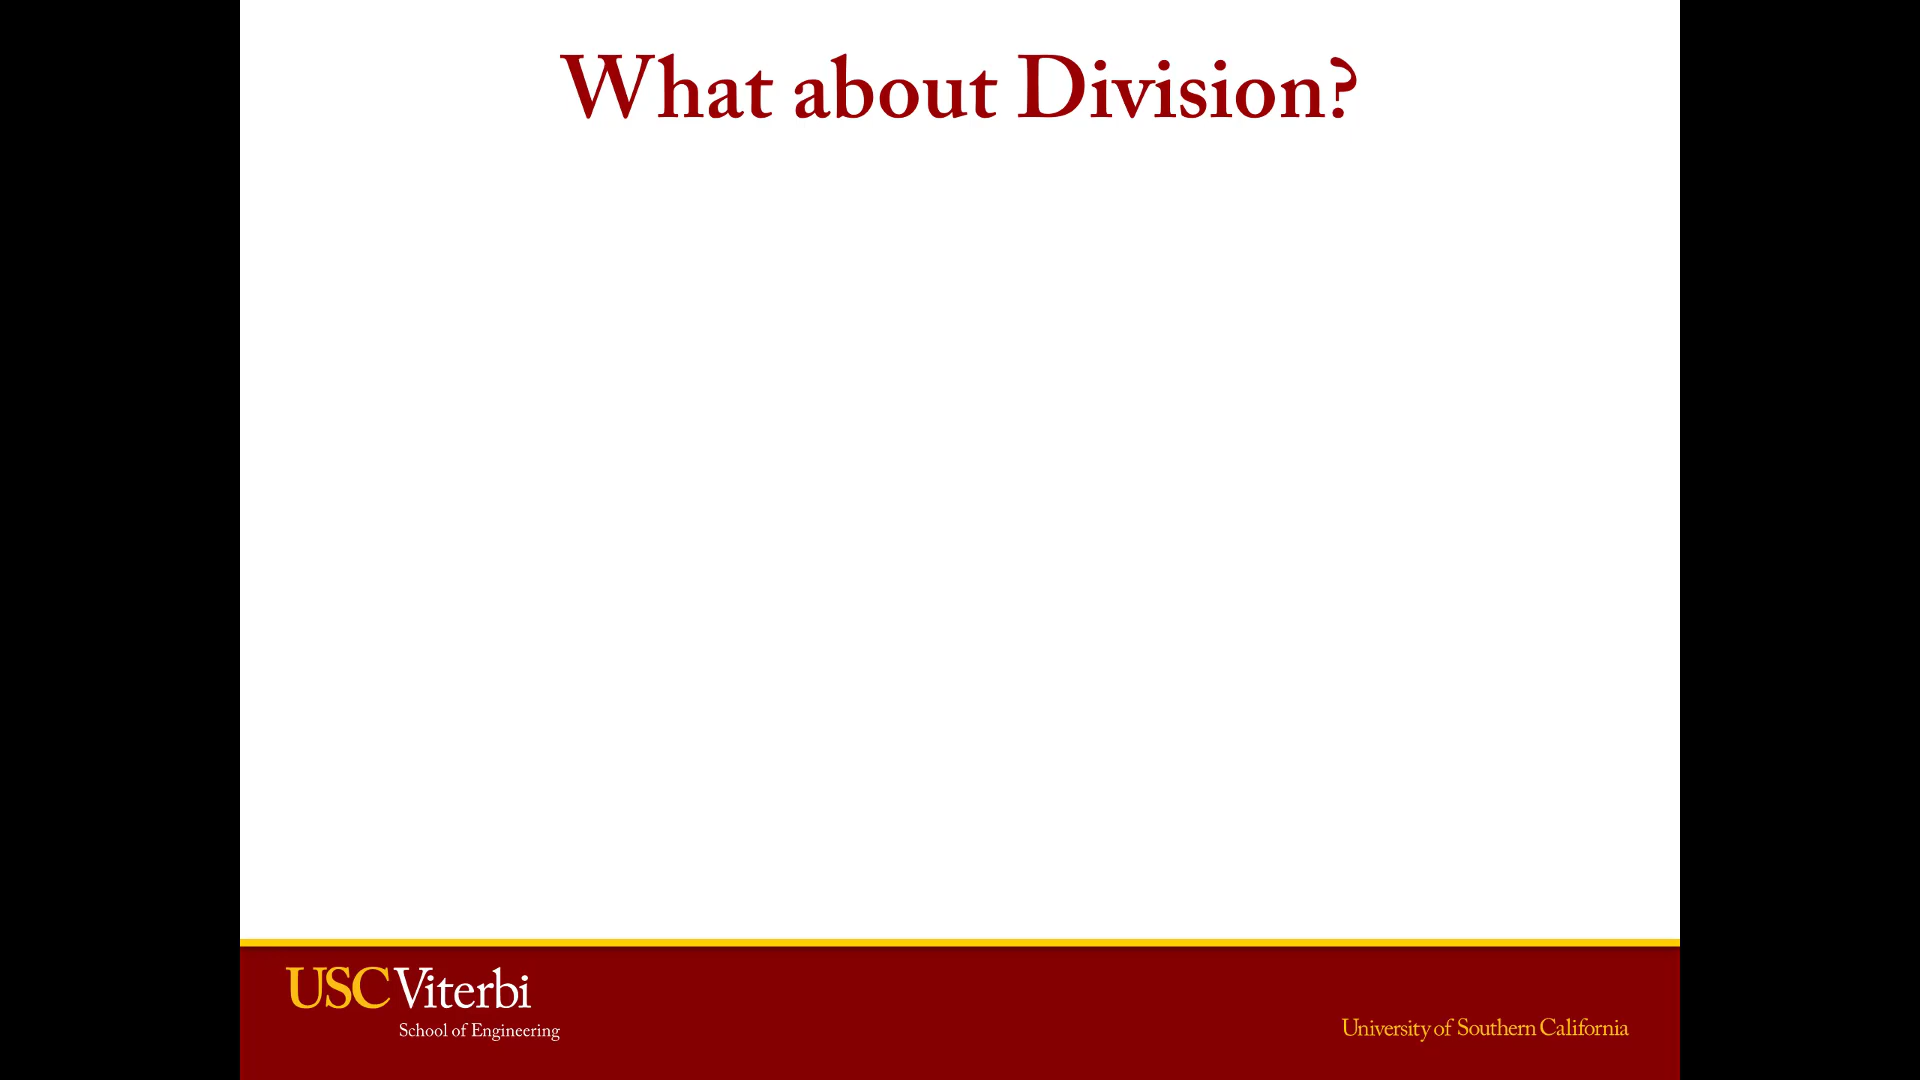 What about Division?
USC Viterbi
School of Engineering
University of Southern California